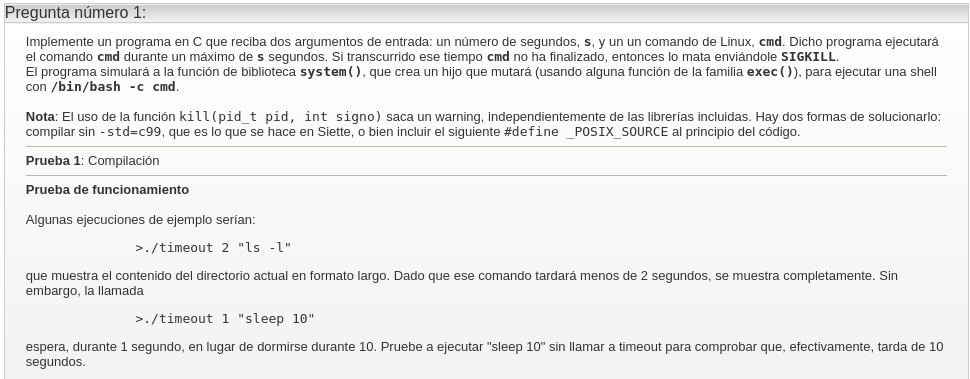 Pregunta número 1:
Implemente un programa en C que reciba dos argumentos de entrada: un número de segundos, s, y un un comando de Linux, cmd. Dicho programa ejecutará
el comando cmd durante un máximo de s segundos. Si transcurrido ese tiempo cmd no ha finalizado, entonces lo mata enviándole SIGKILL.
El programa simulará a la función de biblioteca system(), que crea un hijo que mutará (usando alguna función de la familia exec()), para ejecutar una shell
con /bin/bash -c cmd.
Nota: El uso de la función kill(pid_t pid, int signo) saca un warning, independientemente de las librerías incluidas. Hay dos formas de solucionarlo:
compilar sin -std=c99, que es lo que se hace en Siette, o bien incluir el siguiente #define _POSIX_SOURCE al principio del código.
Prueba 1: Compilación
Prueba de funcionamiento
Algunas ejecuciones de ejemplo serían:
>./timeout 2 "ls -l"
que muestra el contenido del directorio actual en formato largo. Dado que ese comando tardará menos de 2 segundos, se muestra completamente. Sin
embargo, la llamada
>./timeout 1 "sleep 10"
espera, durante 1 segundo, en lugar de dormirse durante 10. Pruebe a ejecutar "sleep 10" sin llamar a timeout para comprobar que, efectivamente, tarda de 10
segundos.